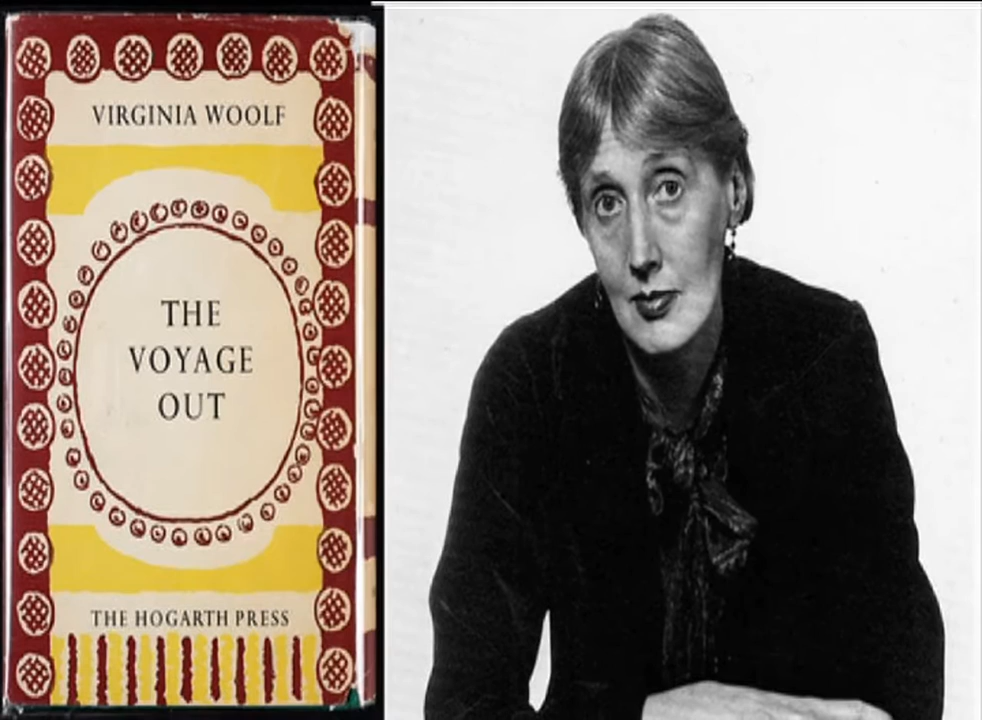 VIRGINIA WOOLF
THE
VOYAGE
OUT
THE HOGARTH PRESS